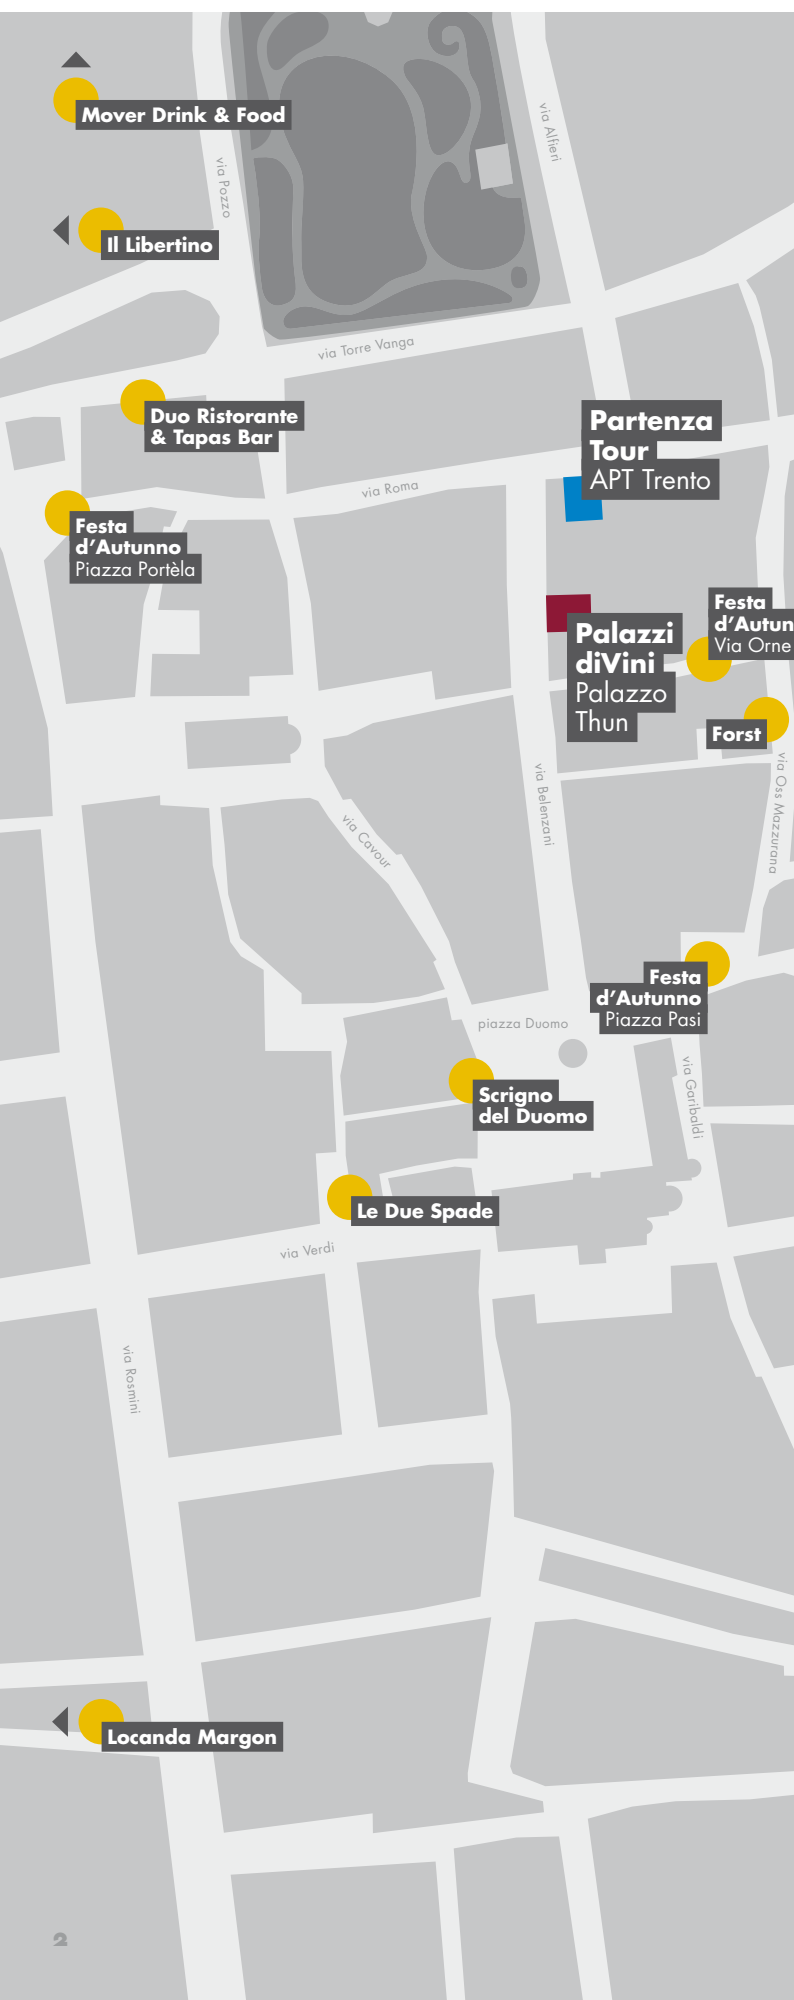 Mover Drink & Food
via Pozzo
via Alfieri
Il Libertino
via Torre Vanga
Duo Ristorante
& Tapas Bar
Partenza
Tour
APT Trento
via Roma
Festa
d'Autunno
Piazza Portèla
Festa
d'Autun
Via Orne
Palazzi
diVini
Palazzo
Thun
Forst
via Belenzani
via Oss Mazzurana
via Cavour
Festa
d'Autunno
Piazza Pasi
piazza Duomo
via Garibaldi
Scrigno
del Duomo
Le Due Spade
via Verdi
via Rosmini
Locanda Margon
2